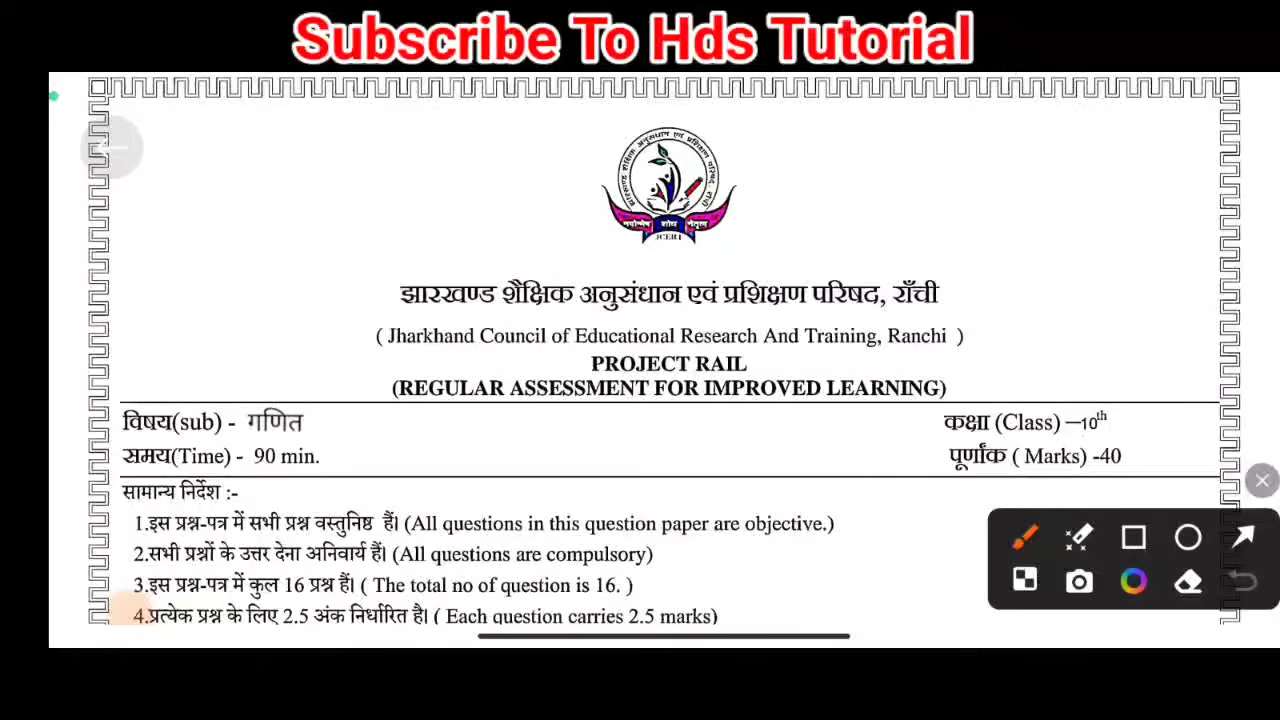 Subscribe To Hds Tutorial
JCERT
झारखण्ड शैक्षिक अनुसंधान एवं प्रशिक्षण परिषद, राँची
( Jharkhand Council of Educational Research And Training, Ranchi )
PROJECT RAIL
(REGULAR ASSESSMENT FOR IMPROVED LEARNING)
विषय(sub) - गणित
कक्षा (Class) –10th
समय(Time) - 90 min.
पूर्णांक ( Marks) -40
सामान्य निर्देश :-
1.इस प्रश्न-पत्र में सभी प्रश्न वस्तुनिष्ठ हैं। (All questions in this question paper are objective.)
2.सभी प्रश्नों के उत्तर देना अनिवार्य हैं। (All questions are compulsory)
3.इस प्रश्न-पत्र में कुल 16 प्रश्न हैं। ( The total no of question is 16. )
4.प्रत्येक प्रश्न के लिए 2.5 अंक निर्धारित है। ( Each question carries 2.5 marks)